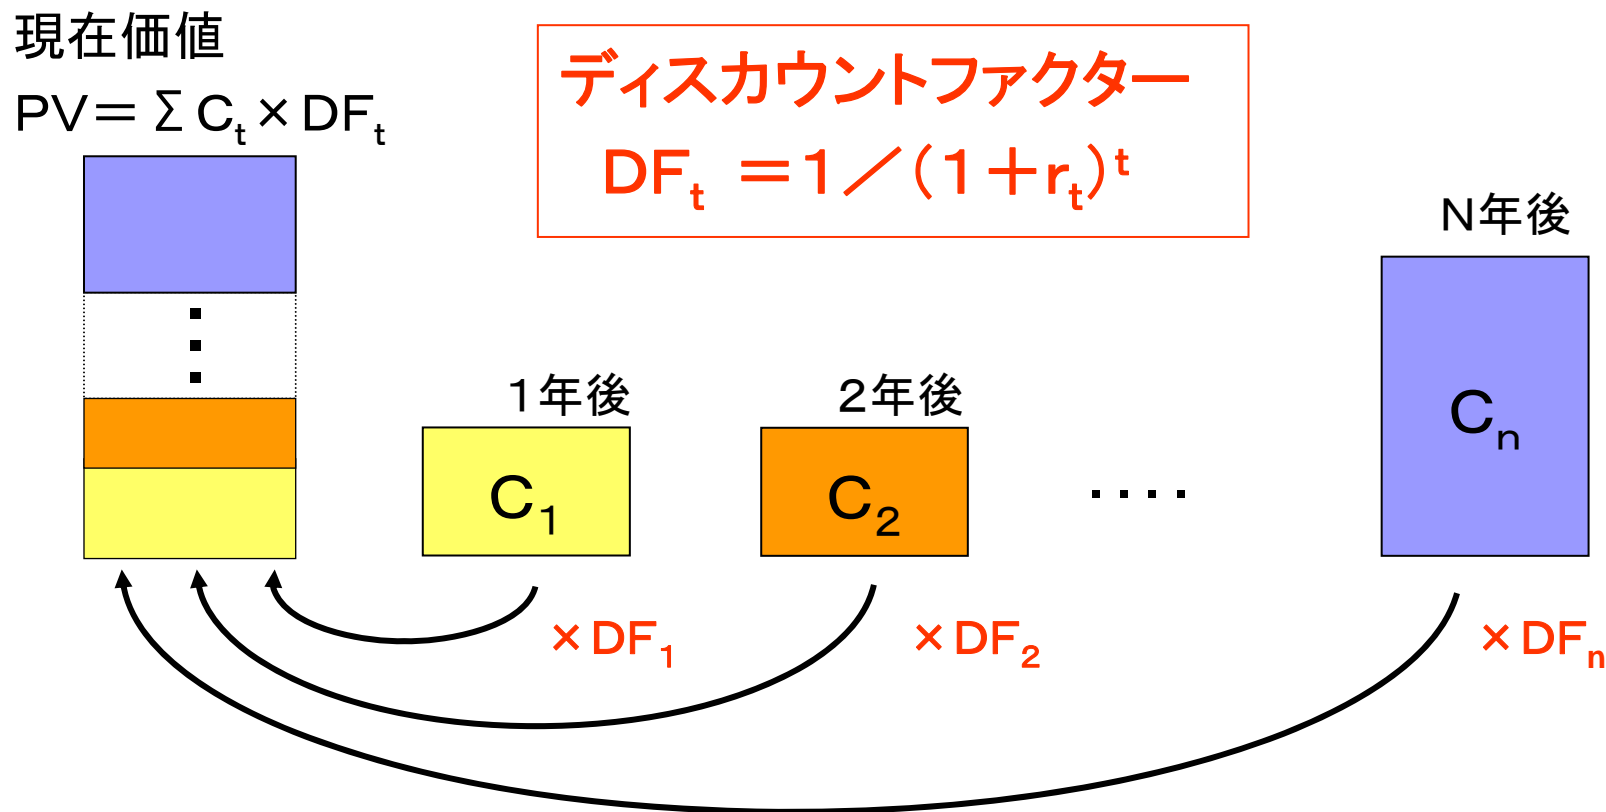 現在価値
PV=ΣCt×DFt
ディスカウントファクター
DFt =1/(1+rt)t
N年後
1年後
2年後
Cn
C1
C2
‥‥
×DF1
×DF2
×DFn